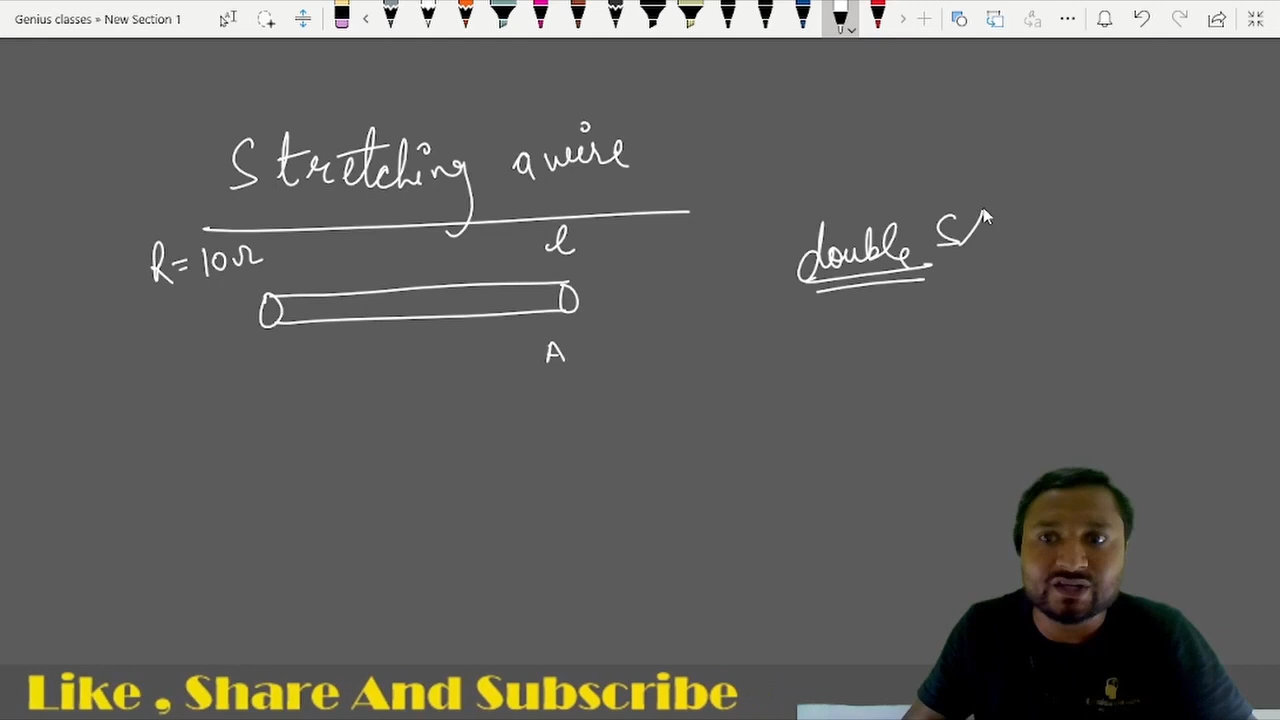 Genius classes » New Section 1
Stretching a wire
R = 10Ω
l
A
double
Like , Share And Subscribe